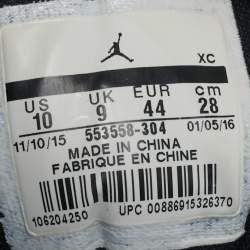 XC
US UK EUR cm
10 9 44 28
11/10/15 553558-304 01/05/16
MADE IN CHINA
FABRIQUE EN CHINE
106204250 UPC 00886915326370